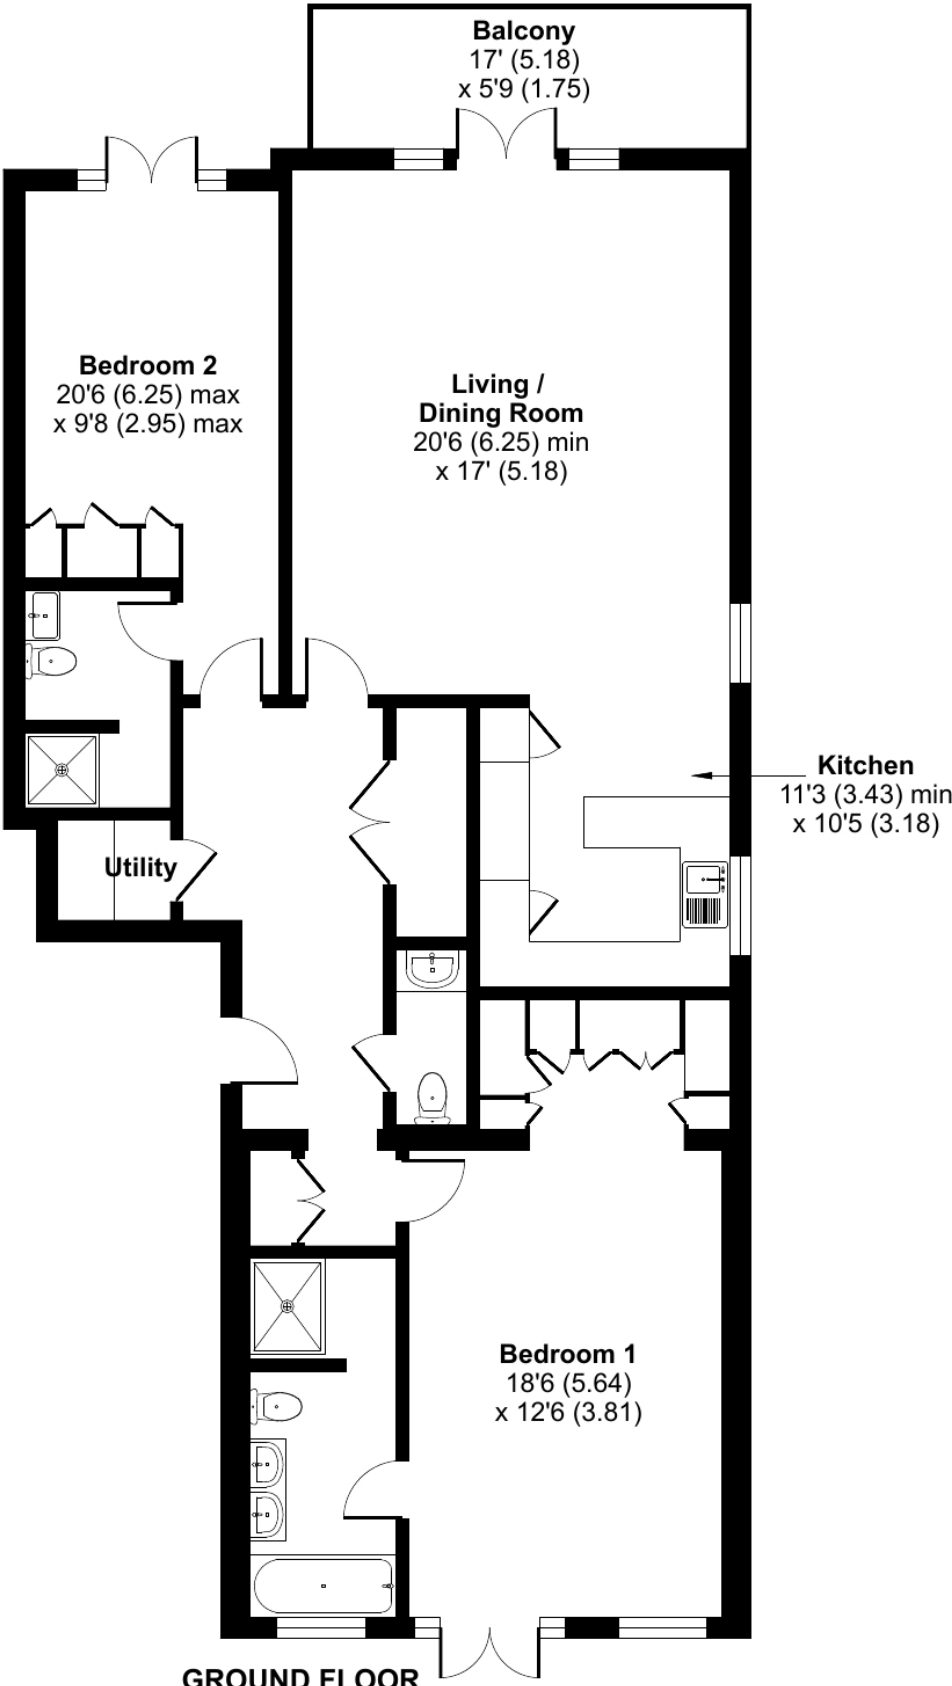 Balcony
17' (5.18)
x 5'9 (1.75)
Bedroom 2
20'6 (6.25) max
x 9'8 (2.95) max
Living /
Dining Room
20'6 (6.25) min
x 17' (5.18)
Kitchen
11'3 (3.43) min
x 10'5 (3.18)
Utility
Bedroom 1
18'6 (5.64)
x 12'6 (3.81)
GROUND FLOOR